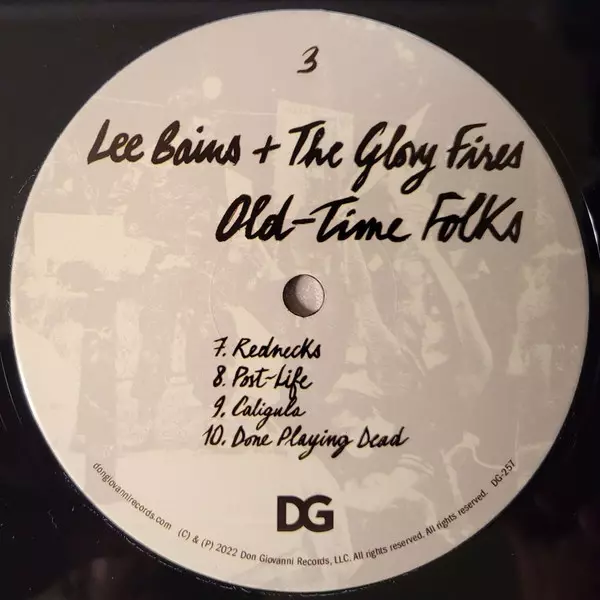 3
Lee Bains + The Glory Fires
Old-Time Folks
7. Rednecks
8. Post-Life
9. Caligula
10. Done Playing Dead
DG
dongiovannirecords.com (C) & (P) 2022 Don Giovanni Records, LLC. All rights reserved. All rights reserved. DG-257